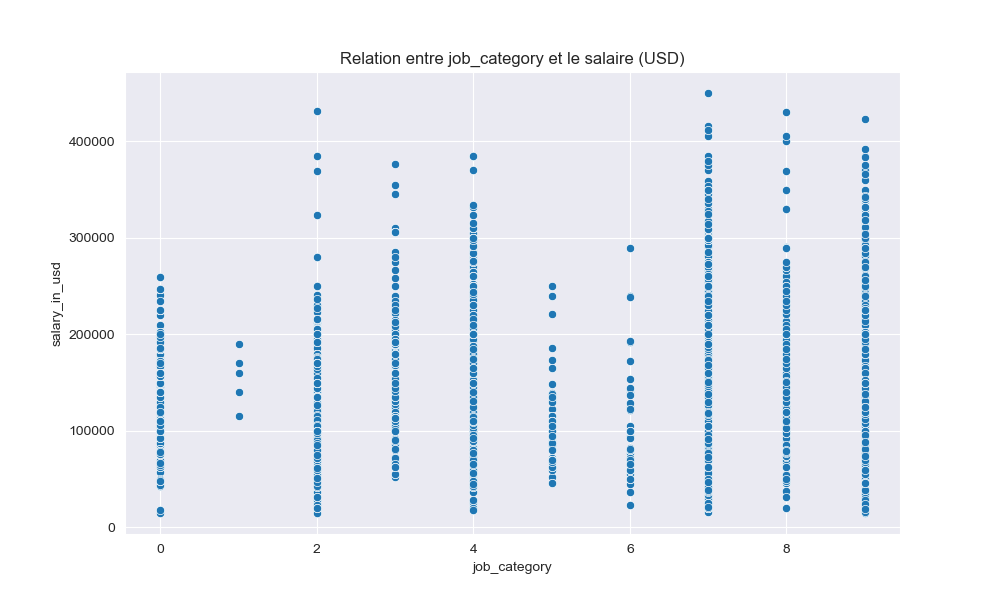 Relation entre job_category et le salaire (USD)
400000
300000
200000
100000
0
salary_in_usd
0 2 4 6 8
job_category